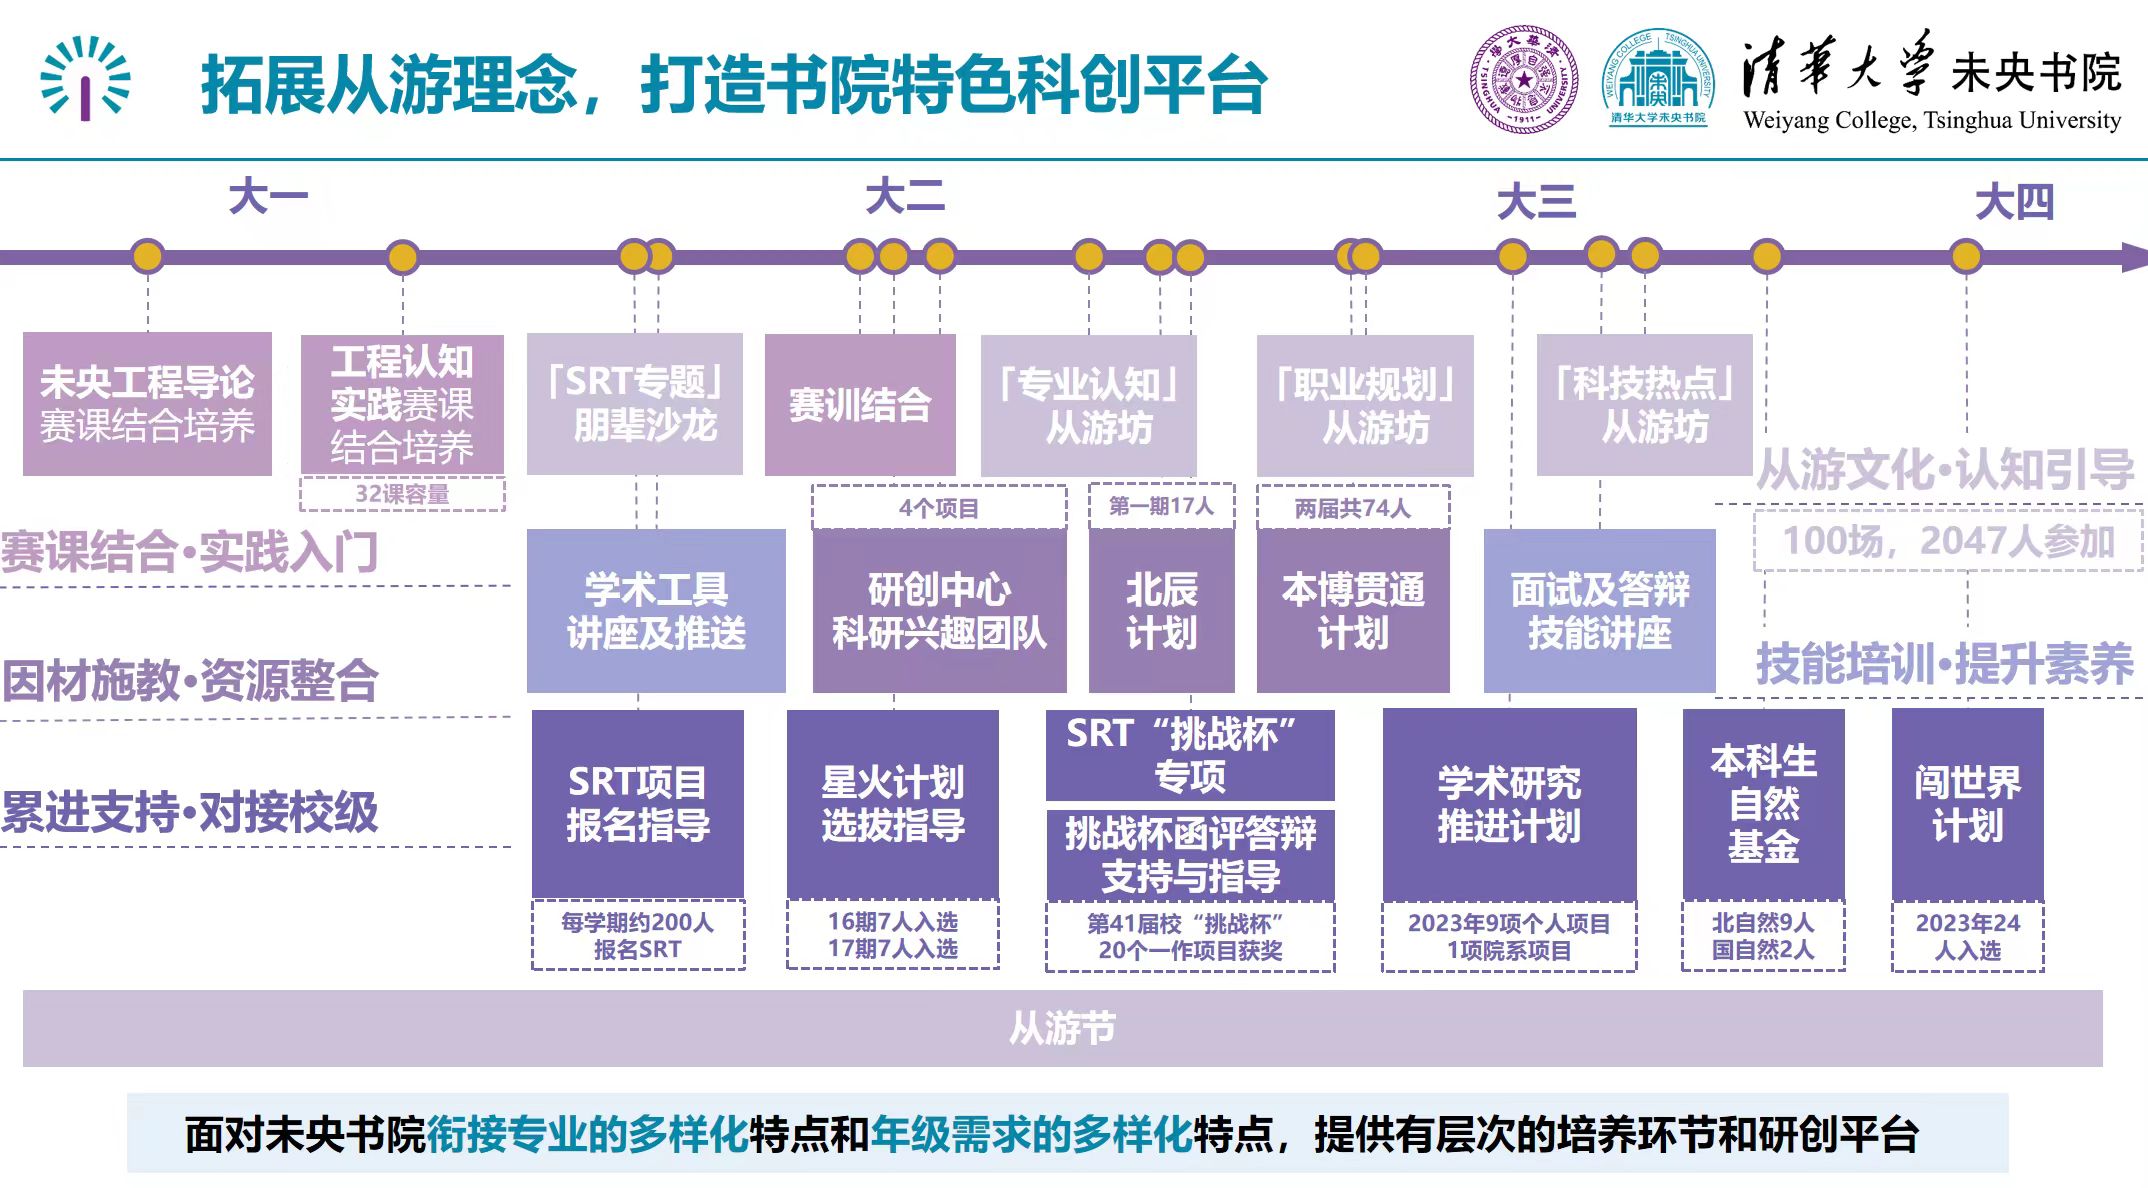 拓展从游理念，打造书院特色科创平台
清华大学
TSINGHUA UNIVERSITY
-1911-
WEIYANG COLLEGE
TSINGHUA UNIVERSITY
未央
清华大学未央书院
清华大学 未央书院
Weiyang College, Tsinghua University
大一
大二
大三
大四
未央工程导论
赛课结合培养
工程认知
实践赛课
结合培养
32课容量
「SRT专题」
朋辈沙龙
赛训结合
「专业认知」
从游坊
「职业规划」
从游坊
「科技热点」
从游坊
从游文化·认知引导
100场，2047人参加
赛课结合·实践入门
学术工具
讲座及推送
4个项目
研创中心
科研兴趣团队
第一期17人
北辰
计划
两届共74人
本博贯通
计划
面试及答辩
技能讲座
技能培训·提升素养
因材施教·资源整合
累进支持·对接校级
SRT项目
报名指导
每学期约200人
报名SRT
星火计划
选拔指导
16期7人入选
17期7人入选
SRT“挑战杯”
专项
挑战杯函评答辩
支持与指导
第41届校“挑战杯”
20个一作项目获奖
学术研究
推进计划
2023年9项个人项目
1项院系项目
本科生
自然
基金
北自然9人
国自然2人
闯世界
计划
2023年24
人入选
从游节
面对未央书院衔接专业的多样化特点和年级需求的多样化特点，提供有层次的培养环节和研创平台